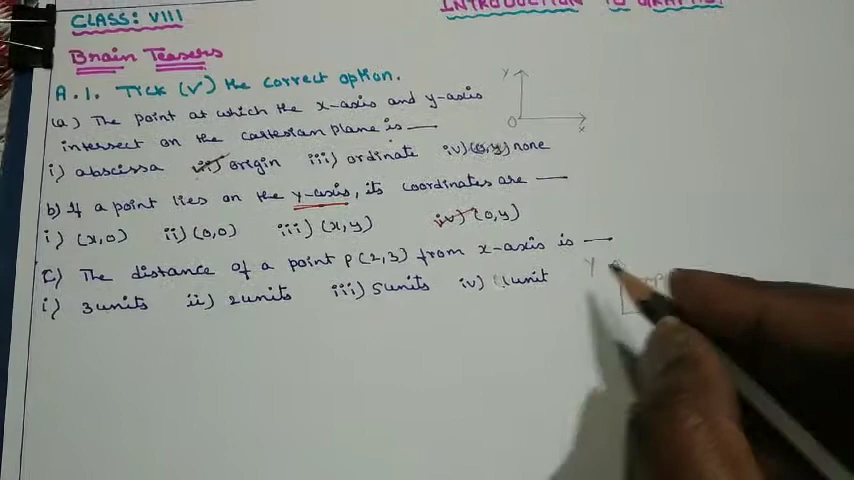 CLASS: VIII
INTRODUCTION TO GRAPHS
Brain Teasers
A.1. Tick (√) the correct option.
(a) The point at which the x-axis and y-axis
intersect on the cartesian plane is —
i) abscissa ii) origin iii) ordinate iv) none
b) If a point lies on the y-axis, its coordinates are —
i) (x,0) ii) (0,0) iii) (x,y) iv) (0,y)
c) The distance of a point P(2,3) from x-axis is —
i) 3units ii) 2units iii) 5units iv) 1unit
Y
O
X
Y
P